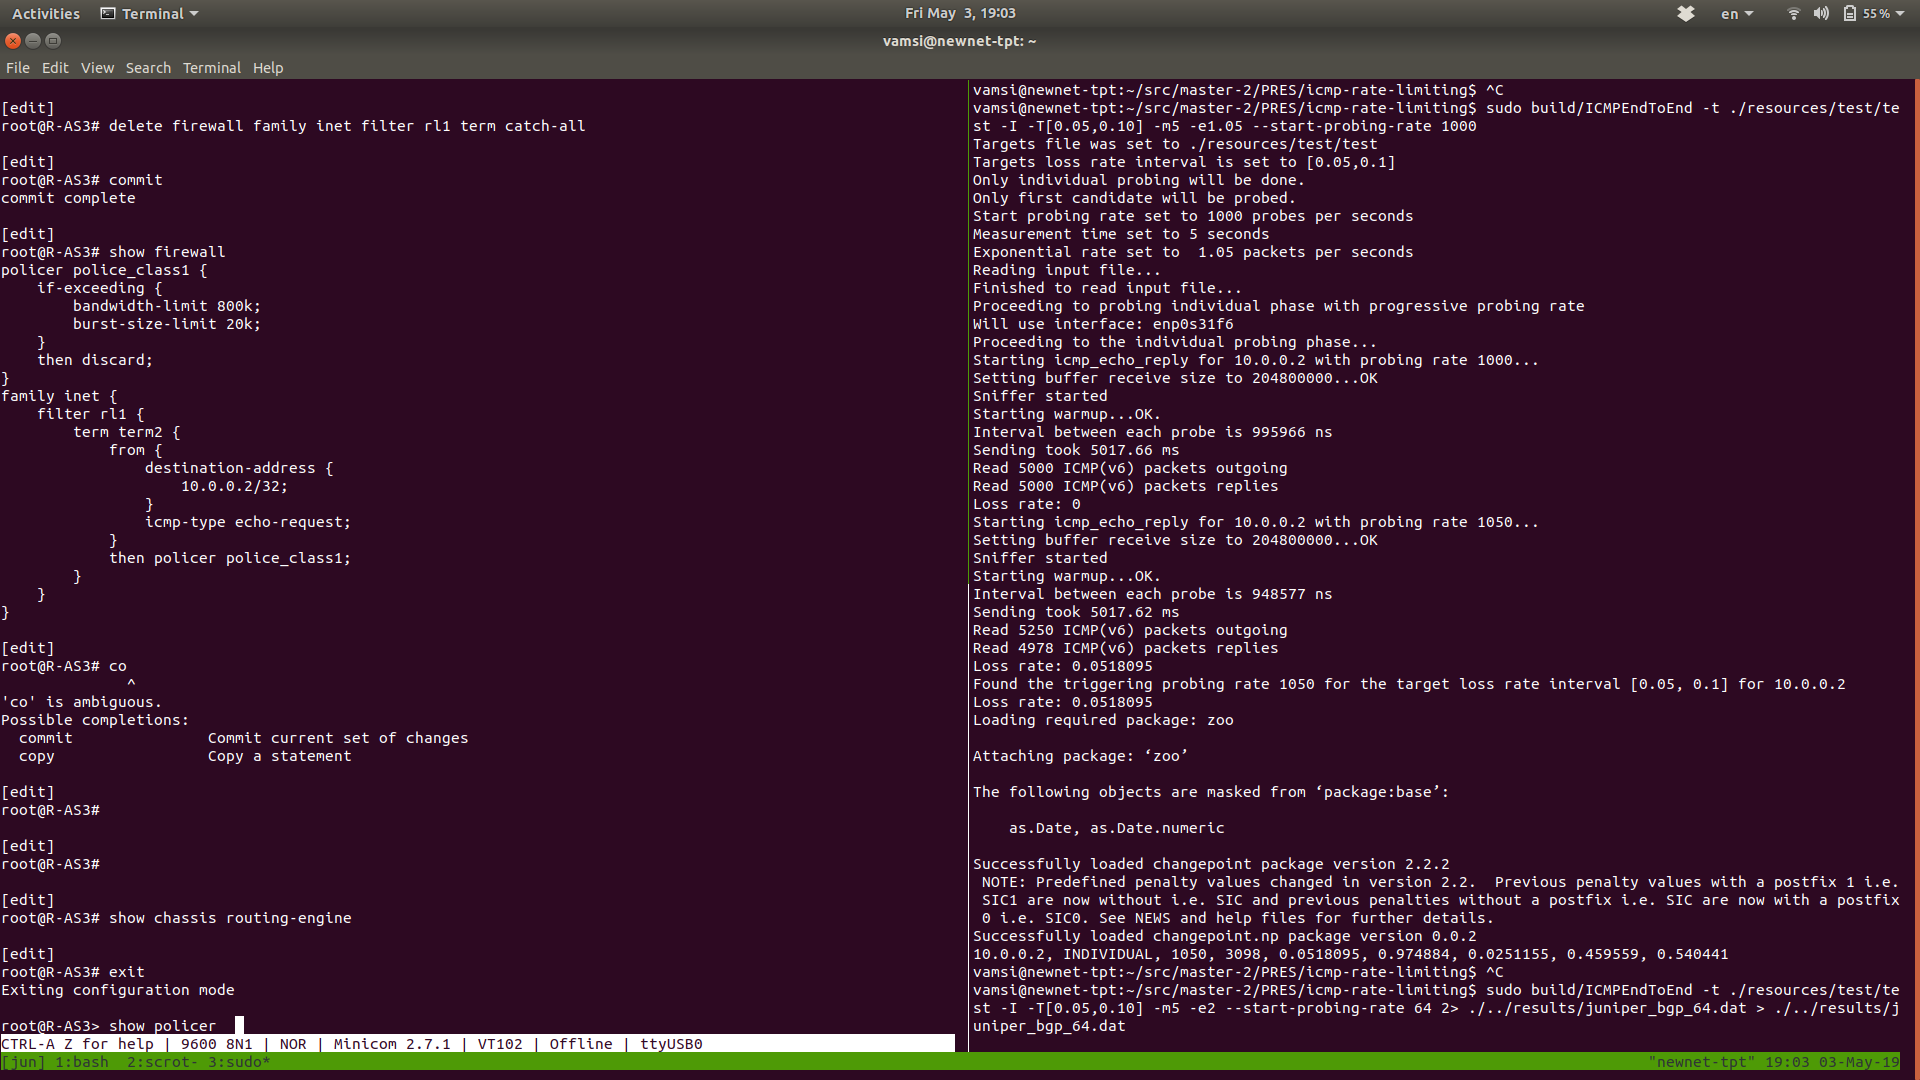 Activities Terminal Fri May 3, 19:03 en 55 %
vamsi@newnet-tpt: ~
File Edit View Search Terminal Help
[edit]
root@R-AS3# delete firewall family inet filter rl1 term catch-all
[edit]
root@R-AS3# commit
commit complete
[edit]
root@R-AS3# show firewall
policer police_class1 {
    if-exceeding {
        bandwidth-limit 800k;
        burst-size-limit 20k;
    }
    then discard;
}
family inet {
    filter rl1 {
        term term2 {
            from {
                destination-address {
                    10.0.0.2/32;
                }
                icmp-type echo-request;
            }
            then policer police_class1;
        }
    }
}
[edit]
root@R-AS3# co
              ^
'co' is ambiguous.
Possible completions:
  commit               Commit current set of changes
  copy                 Copy a statement
[edit]
root@R-AS3#
[edit]
root@R-AS3#
[edit]
root@R-AS3# show chassis routing-engine
[edit]
root@R-AS3# exit
Exiting configuration mode
root@R-AS3> show policer
CTRL-A Z for help | 9600 8N1 | NOR | Minicom 2.7.1 | VT102 | Offline | ttyUSB0
vamsi@newnet-tpt:~/src/master-2/PRES/icmp-rate-limiting$ ^C
vamsi@newnet-tpt:~/src/master-2/PRES/icmp-rate-limiting$ sudo build/ICMPEndToEnd -t ./resources/test/te
st -I -T[0.05,0.10] -m5 -e1.05 --start-probing-rate 1000
Targets file was set to ./resources/test/test
Targets loss rate interval is set to [0.05,0.1]
Only individual probing will be done.
Only first candidate will be probed.
Start probing rate set to 1000 probes per seconds
Measurement time set to 5 seconds
Exponential rate set to  1.05 packets per seconds
Reading input file...
Finished to read input file...
Proceeding to probing individual phase with progressive probing rate
Will use interface: enp0s31f6
Proceeding to the individual probing phase...
Starting icmp_echo_reply for 10.0.0.2 with probing rate 1000...
Setting buffer receive size to 204800000...OK
Sniffer started
Starting warmup...OK.
Interval between each probe is 995966 ns
Sending took 5017.66 ms
Read 5000 ICMP(v6) packets outgoing
Read 5000 ICMP(v6) packets replies
Loss rate: 0
Starting icmp_echo_reply for 10.0.0.2 with probing rate 1050...
Setting buffer receive size to 204800000...OK
Sniffer started
Starting warmup...OK.
Interval between each probe is 948577 ns
Sending took 5017.62 ms
Read 5250 ICMP(v6) packets outgoing
Read 4978 ICMP(v6) packets replies
Loss rate: 0.0518095
Found the triggering probing rate 1050 for the target loss rate interval [0.05, 0.1] for 10.0.0.2
Loss rate: 0.0518095
Loading required package: zoo
Attaching package: ‘zoo’
The following objects are masked from ‘package:base’:
    as.Date, as.Date.numeric
Successfully loaded changepoint package version 2.2.2
 NOTE: Predefined penalty values changed in version 2.2.  Previous penalty values with a postfix 1 i.e.
 SIC1 are now without i.e. SIC and previous penalties without a postfix i.e. SIC are now with a postfix
 0 i.e. SIC0. See NEWS and help files for further details.
Successfully loaded changepoint.np package version 0.0.2
10.0.0.2, INDIVIDUAL, 1050, 3098, 0.0518095, 0.974884, 0.0251155, 0.459559, 0.540441
vamsi@newnet-tpt:~/src/master-2/PRES/icmp-rate-limiting$ ^C
vamsi@newnet-tpt:~/src/master-2/PRES/icmp-rate-limiting$ sudo build/ICMPEndToEnd -t ./resources/test/te
st -I -T[0.05,0.10] -m5 -e2 --start-probing-rate 64 2> ./../results/juniper_bgp_64.dat > ./../results/j
uniper_bgp_64.dat
[jun] 1:bash  2:scrot- 3:sudo* "newnet-tpt" 19:03 03-May-19